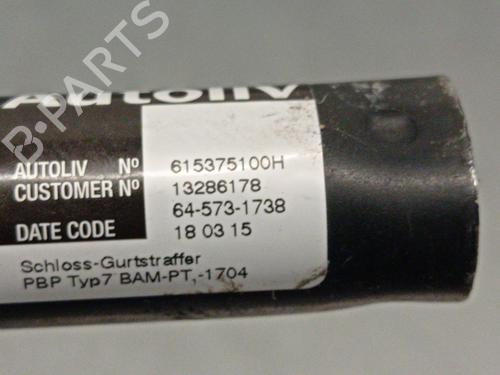 Autoliv
AUTOLIV Nº 615375100H
CUSTOMER Nº 13286178
64-573-1738
DATE CODE 18 03 15
Schloss-Gurtstraffer
PBP Typ7 BAM-PT,-1704
B-PARTS